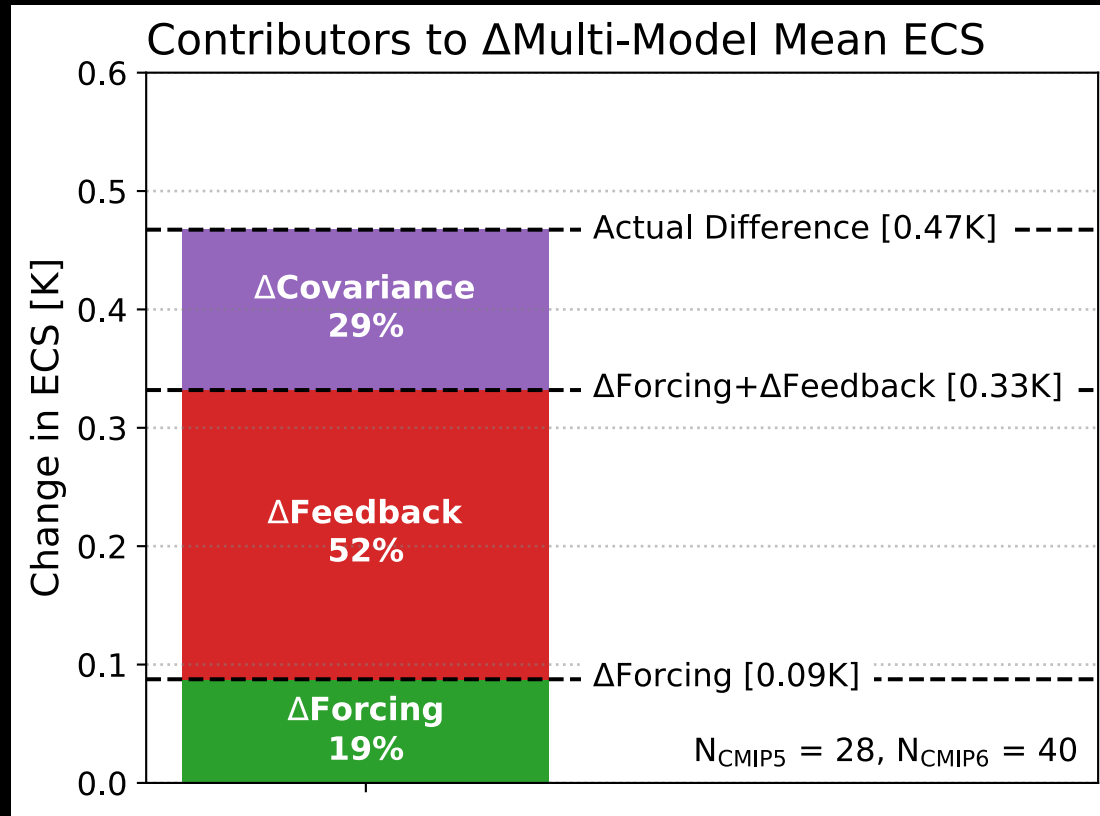 Contributors to ΔMulti-Model Mean ECS
Change in ECS [K]
0.6
0.5
0.4
0.3
0.2
0.1
0.0
Actual Difference [0.47K]
ΔCovariance
29%
ΔForcing+ΔFeedback [0.33K]
ΔFeedback
52%
ΔForcing [0.09K]
ΔForcing
19%
N_CMIP5 = 28, N_CMIP6 = 40